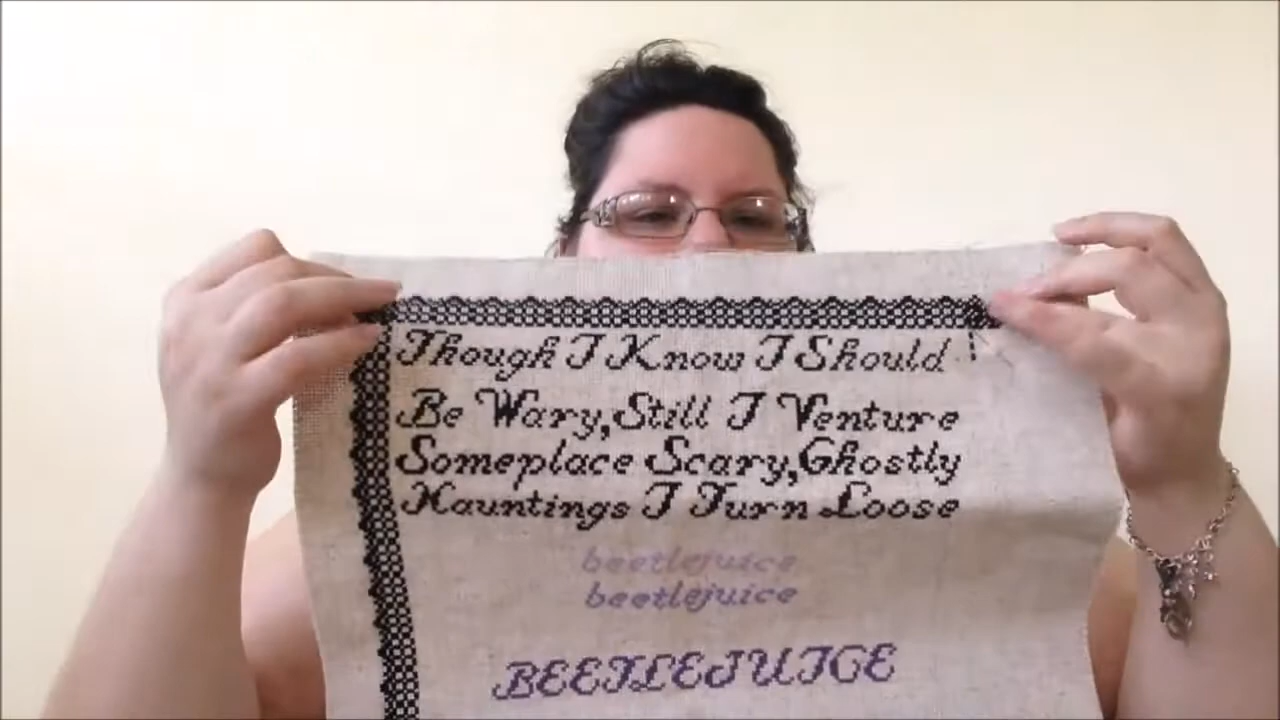 Though I Know I Should
Be Wary, Still I Venture
Someplace Scary, Ghostly
Hauntings I Turn Loose
beetlejuice
beetlejuice
BEETLEJUICE